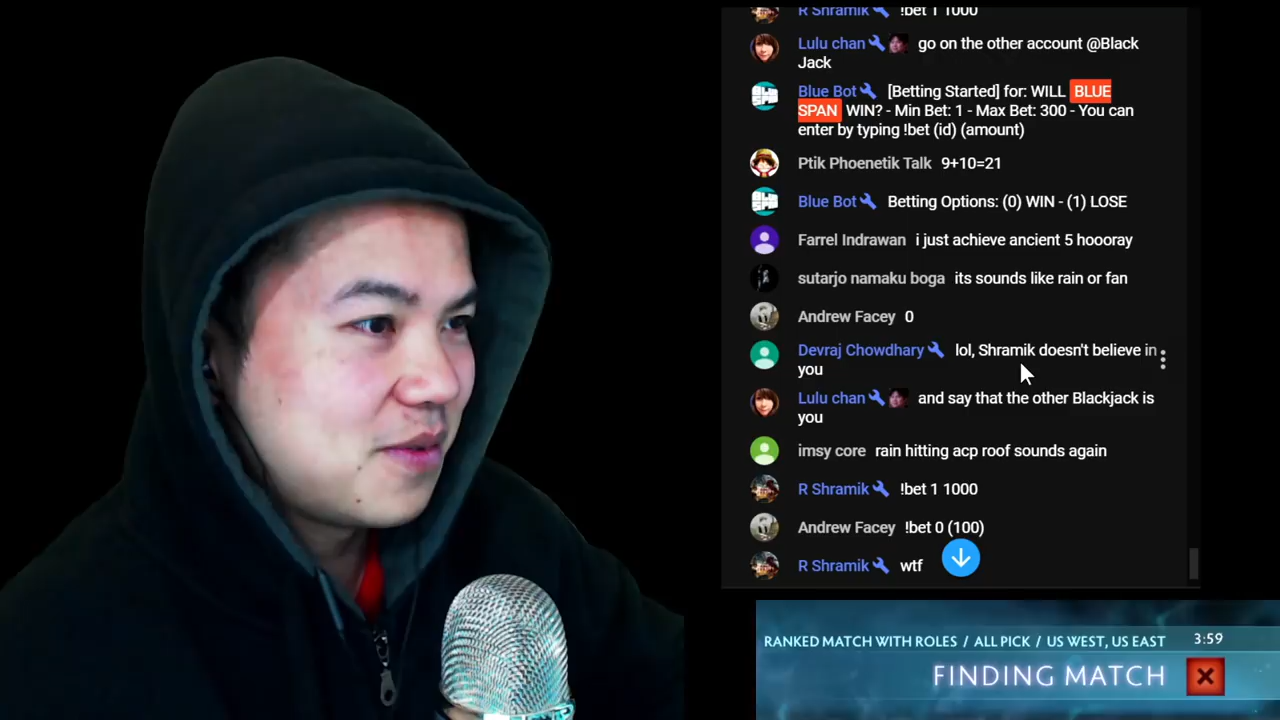 R Shramik !bet 1 1000
Lulu chan go on the other account @Black
Jack
Blue Bot [Betting Started] for: WILL BLUE
SPAN WIN? - Min Bet: 1 - Max Bet: 300 - You can
enter by typing !bet (id) (amount)
Ptik Phoenetik Talk 9+10=21
Blue Bot Betting Options: (0) WIN - (1) LOSE
Farrel Indrawan i just achieve ancient 5 hoooray
sutarjo namaku boga its sounds like rain or fan
Andrew Facey 0
Devraj Chowdhary lol, Shramik doesn't believe in
you
Lulu chan and say that the other Blackjack is
you
imsy core rain hitting acp roof sounds again
R Shramik !bet 1 1000
Andrew Facey !bet 0 (100)
R Shramik wtf
RANKED MATCH WITH ROLES / ALL PICK / US WEST, US EAST 3:59
FINDING MATCH